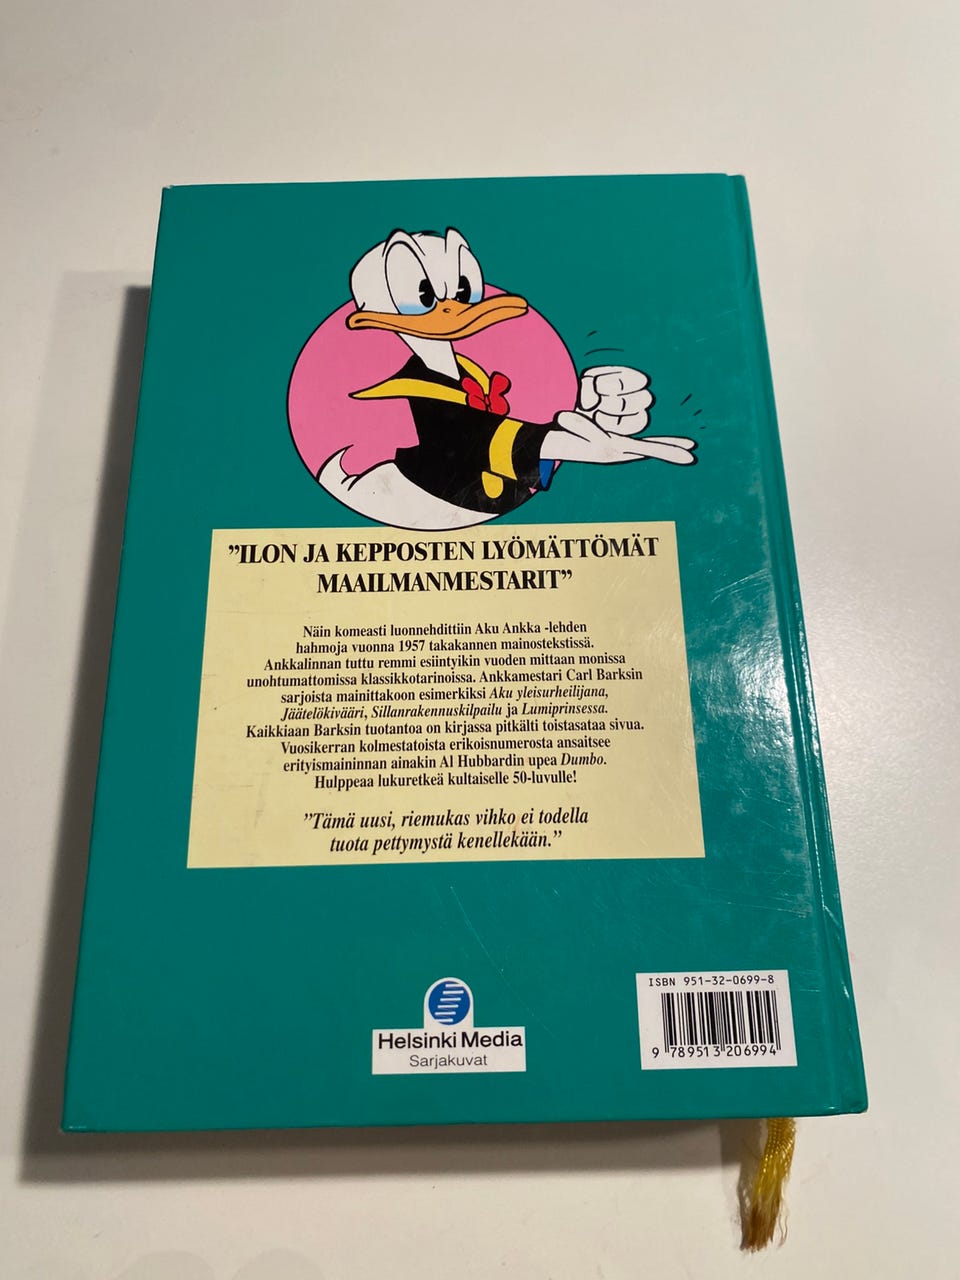 ”ILON JA KEPPOSTEN LYÖMÄTTÖMÄT
MAAILMANMESTARIT”
Näin komeasti luonnehdittiin Aku Ankka -lehden
hahmoja vuonna 1957 takakannen mainostekstissä.
Ankkalinnan tuttu remmi esiintyikin vuoden mittaan monissa
unohtumattomissa klassikkotarinoissa. Ankkamestari Carl Barksin
sarjoista mainittakoon esimerkiksi Aku yleisurheilijana,
Jäätelökivääri, Sillanrakennuskilpailu ja Lumiprinsessa.
Kaikkiaan Barksin tuotantoa on kirjassa pitkälti toistasataa sivua.
Vuosikerran kolmestatoista erikoisnumerosta ansaitsee
erityismaininnan ainakin Al Hubbardin upea Dumbo.
Hulppeaa lukuretkeä kultaiselle 50-luvulle!
”Tämä uusi, riemukas vihko ei todella
tuota pettymystä kenellekään.”
Helsinki Media
Sarjakuvat
ISBN 951-32-0699-8
9 789513 206994